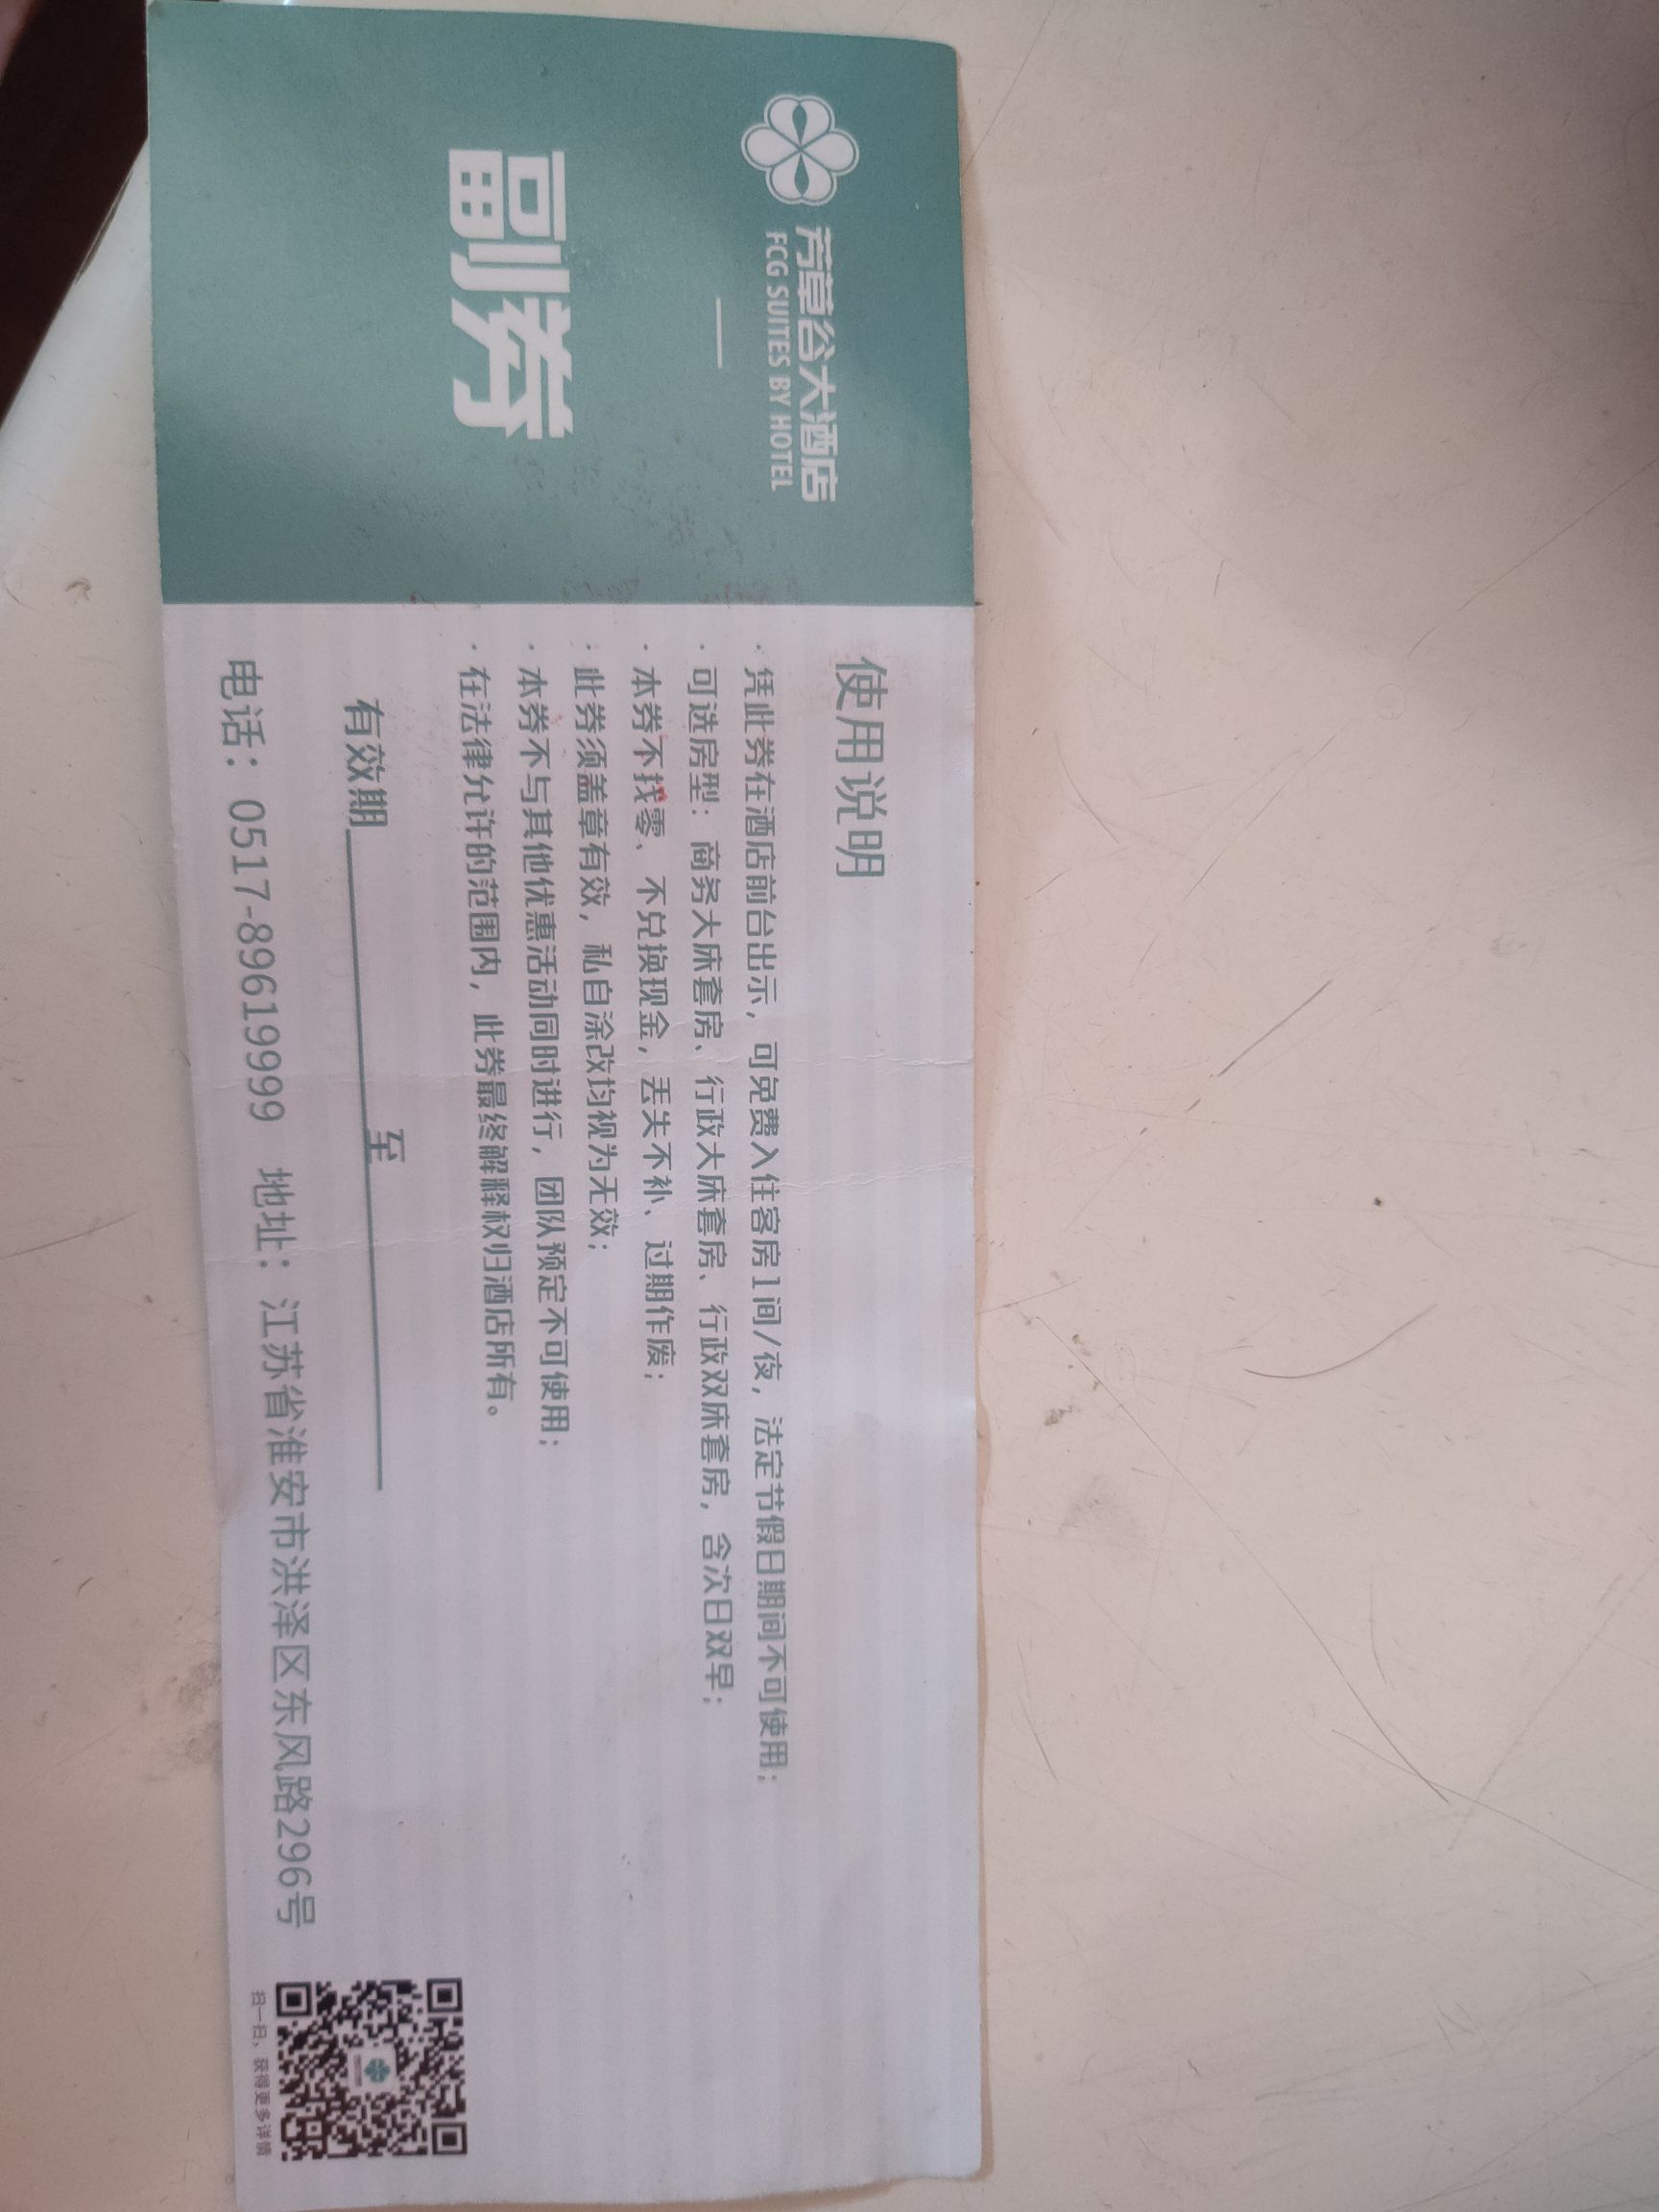 芳草谷大酒店
FCG SUITES BY HOTEL
副券
使用说明
· 凭此券在酒店前台出示，可免费入住客房1间/夜，法定节假日期间不可使用；
· 可选房型：商务大床套房、行政大床套房、行政双床套房，含次日双早；
· 本券不找零、不兑换现金，丢失不补、过期作废；
· 此券须盖章有效，私自涂改均视为无效；
· 本券不与其他优惠活动同时进行，团队预定不可使用；
· 在法律允许的范围内，此券最终解释权归酒店所有。
有效期 至
电话：0517-89619999 地址：江苏省淮安市洪泽区东风路296号
扫一扫，获得更多详情